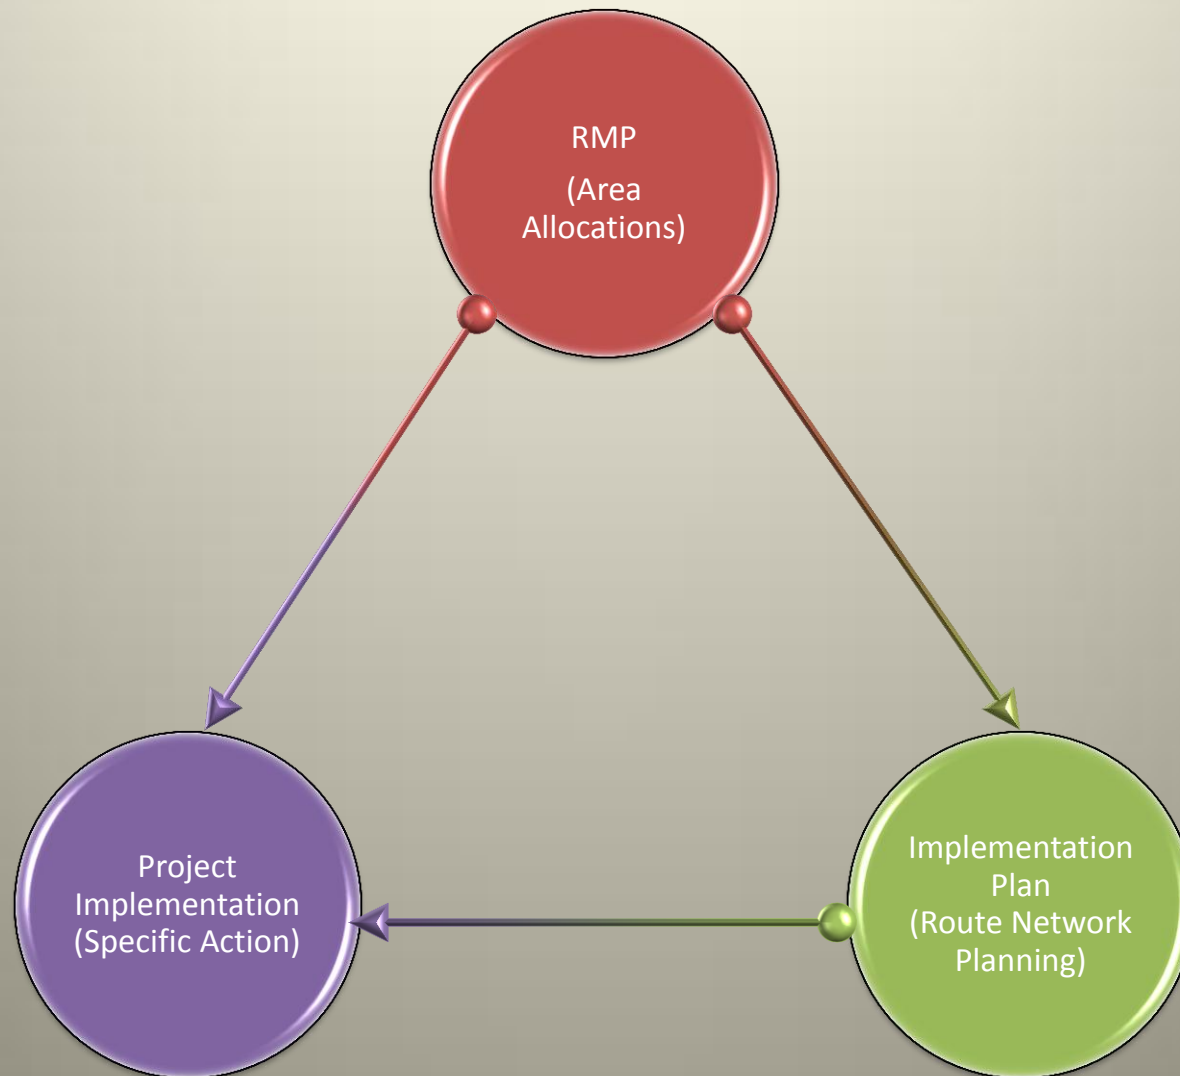 RMP
(Area
Allocations)
Project
Implementation
(Specific Action)
Implementation
Plan
(Route Network
Planning)